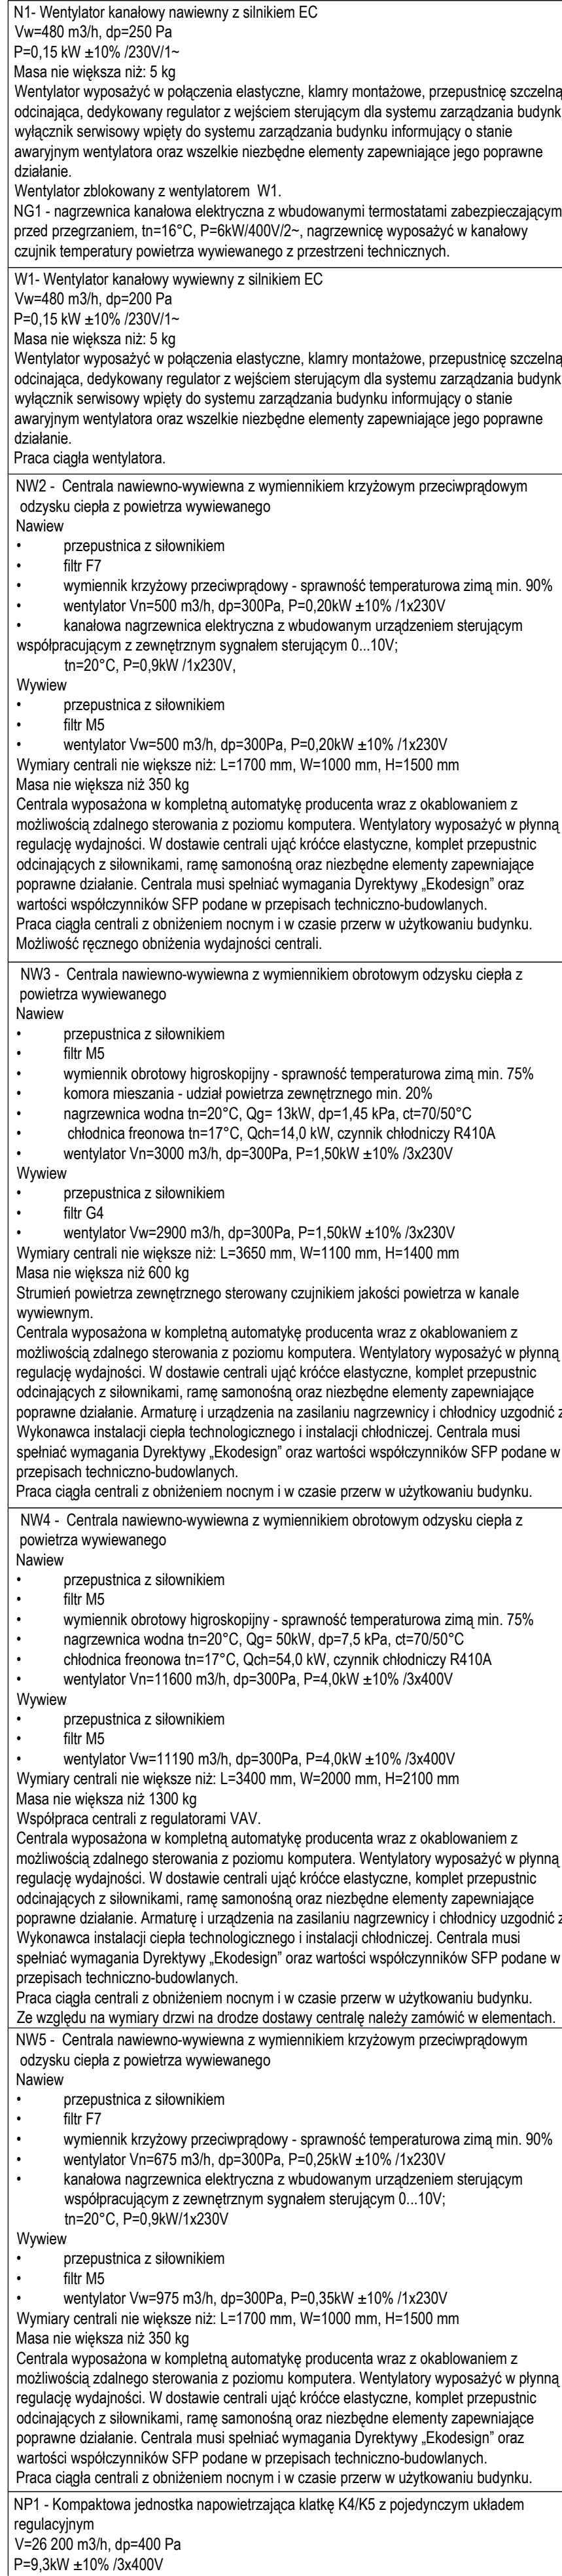 N1- Wentylator kanałowy nawiewny z silnikiem EC
Vw=480 m3/h, dp=250 Pa
P=0,15 kW ±10% /230V/1~
Masa nie większa niż: 5 kg
Wentylator wyposażyć w połączenia elastyczne, klamry montażowe, przepustnicę szczelną
odcinająca, dedykowany regulator z wejściem sterującym dla systemu zarządzania budynk
wyłącznik serwisowy wpięty do systemu zarządzania budynku informujący o stanie
awaryjnym wentylatora oraz wszelkie niezbędne elementy zapewniające jego poprawne
działanie.
Wentylator zblokowany z wentylatorem W1.
NG1 - nagrzewnica kanałowa elektryczna z wbudowanymi termostatami zabezpieczającym
przed przegrzaniem, tn=16°C, P=6kW/400V/2~, nagrzewnicę wyposażyć w kanałowy
czujnik temperatury powietrza wywiewanego z przestrzeni technicznych.
W1- Wentylator kanałowy wywiewny z silnikiem EC
Vw=480 m3/h, dp=200 Pa
P=0,15 kW ±10% /230V/1~
Masa nie większa niż: 5 kg
Wentylator wyposażyć w połączenia elastyczne, klamry montażowe, przepustnicę szczelną
odcinająca, dedykowany regulator z wejściem sterującym dla systemu zarządzania budynk
wyłącznik serwisowy wpięty do systemu zarządzania budynku informujący o stanie
awaryjnym wentylatora oraz wszelkie niezbędne elementy zapewniające jego poprawne
działanie.
Praca ciągła wentylatora.
NW2 - Centrala nawiewno-wywiewna z wymiennikiem krzyżowym przeciwprądowym
odzysku ciepła z powietrza wywiewanego
Nawiew
• przepustnica z siłownikiem
• filtr F7
• wymiennik krzyżowy przeciwprądowy - sprawność temperaturowa zimą min. 90%
• wentylator Vn=500 m3/h, dp=300Pa, P=0,20kW ±10% /1x230V
• kanałowa nagrzewnica elektryczna z wbudowanym urządzeniem sterującym
współpracującym z zewnętrznym sygnałem sterującym 0...10V;
tn=20°C, P=0,9kW /1x230V,
Wywiew
• przepustnica z siłownikiem
• filtr M5
• wentylator Vw=500 m3/h, dp=300Pa, P=0,20kW ±10% /1x230V
Wymiary centrali nie większe niż: L=1700 mm, W=1000 mm, H=1500 mm
Masa nie większa niż 350 kg
Centrala wyposażona w kompletną automatykę producenta wraz z okablowaniem z
możliwością zdalnego sterowania z poziomu komputera. Wentylatory wyposażyć w płynną
regulację wydajności. W dostawie centrali ująć króćce elastyczne, komplet przepustnic
odcinających z siłownikami, ramę samonośną oraz niezbędne elementy zapewniające
poprawne działanie. Centrala musi spełniać wymagania Dyrektywy „Ekodesign” oraz
wartości współczynników SFP podane w przepisach techniczno-budowlanych.
Praca ciągła centrali z obniżeniem nocnym i w czasie przerw w użytkowaniu budynku.
Możliwość ręcznego obniżenia wydajności centrali.
NW3 - Centrala nawiewno-wywiewna z wymiennikiem obrotowym odzysku ciepła z
powietrza wywiewanego
Nawiew
• przepustnica z siłownikiem
• filtr M5
• wymiennik obrotowy higroskopijny - sprawność temperaturowa zimą min. 75%
• komora mieszania - udział powietrza zewnętrznego min. 20%
• nagrzewnica wodna tn=20°C, Qg= 13kW, dp=1,45 kPa, ct=70/50°C
• chłodnica freonowa tn=17°C, Qch=14,0 kW, czynnik chłodniczy R410A
• wentylator Vn=3000 m3/h, dp=300Pa, P=1,50kW ±10% /3x230V
Wywiew
• przepustnica z siłownikiem
• filtr G4
• wentylator Vw=2900 m3/h, dp=300Pa, P=1,50kW ±10% /3x230V
Wymiary centrali nie większe niż: L=3650 mm, W=1100 mm, H=1400 mm
Masa nie większa niż 600 kg
Strumień powietrza zewnętrznego sterowany czujnikiem jakości powietrza w kanale
wywiewnym.
Centrala wyposażona w kompletną automatykę producenta wraz z okablowaniem z
możliwością zdalnego sterowania z poziomu komputera. Wentylatory wyposażyć w płynną
regulację wydajności. W dostawie centrali ująć króćce elastyczne, komplet przepustnic
odcinających z siłownikami, ramę samonośną oraz niezbędne elementy zapewniające
poprawne działanie. Armaturę i urządzenia na zasilaniu nagrzewnicy i chłodnicy uzgodnić z
Wykonawca instalacji ciepła technologicznego i instalacji chłodniczej. Centrala musi
spełniać wymagania Dyrektywy „Ekodesign” oraz wartości współczynników SFP podane w
przepisach techniczno-budowlanych.
Praca ciągła centrali z obniżeniem nocnym i w czasie przerw w użytkowaniu budynku.
NW4 - Centrala nawiewno-wywiewna z wymiennikiem obrotowym odzysku ciepła z
powietrza wywiewanego
Nawiew
• przepustnica z siłownikiem
• filtr M5
• wymiennik obrotowy higroskopijny - sprawność temperaturowa zimą min. 75%
• nagrzewnica wodna tn=20°C, Qg= 50kW, dp=7,5 kPa, ct=70/50°C
• chłodnica freonowa tn=17°C, Qch=54,0 kW, czynnik chłodniczy R410A
• wentylator Vn=11600 m3/h, dp=300Pa, P=4,0kW ±10% /3x400V
Wywiew
• przepustnica z siłownikiem
• filtr M5
• wentylator Vw=11190 m3/h, dp=300Pa, P=4,0kW ±10% /3x400V
Wymiary centrali nie większe niż: L=3400 mm, W=2000 mm, H=2100 mm
Masa nie większa niż 1300 kg
Współpraca centrali z regulatorami VAV.
Centrala wyposażona w kompletną automatykę producenta wraz z okablowaniem z
możliwością zdalnego sterowania z poziomu komputera. Wentylatory wyposażyć w płynną
regulację wydajności. W dostawie centrali ująć króćce elastyczne, komplet przepustnic
odcinających z siłownikami, ramę samonośną oraz niezbędne elementy zapewniające
poprawne działanie. Armaturę i urządzenia na zasilaniu nagrzewnicy i chłodnicy uzgodnić z
Wykonawca instalacji ciepła technologicznego i instalacji chłodniczej. Centrala musi
spełniać wymagania Dyrektywy „Ekodesign” oraz wartości współczynników SFP podane w
przepisach techniczno-budowlanych.
Praca ciągła centrali z obniżeniem nocnym i w czasie przerw w użytkowaniu budynku.
Ze względu na wymiary drzwi na drodze dostawy centralę należy zamówić w elementach.
NW5 - Centrala nawiewno-wywiewna z wymiennikiem krzyżowym przeciwprądowym
odzysku ciepła z powietrza wywiewanego
Nawiew
• przepustnica z siłownikiem
• filtr F7
• wymiennik krzyżowy przeciwprądowy - sprawność temperaturowa zimą min. 90%
• wentylator Vn=675 m3/h, dp=300Pa, P=0,25kW ±10% /1x230V
• kanałowa nagrzewnica elektryczna z wbudowanym urządzeniem sterującym
współpracującym z zewnętrznym sygnałem sterującym 0...10V;
tn=20°C, P=0,9kW/1x230V
Wywiew
• przepustnica z siłownikiem
• filtr M5
• wentylator Vw=975 m3/h, dp=300Pa, P=0,35kW ±10% /1x230V
Wymiary centrali nie większe niż: L=1700 mm, W=1000 mm, H=1500 mm
Masa nie większa niż 350 kg
Centrala wyposażona w kompletną automatykę producenta wraz z okablowaniem z
możliwością zdalnego sterowania z poziomu komputera. Wentylatory wyposażyć w płynną
regulację wydajności. W dostawie centrali ująć króćce elastyczne, komplet przepustnic
odcinających z siłownikami, ramę samonośną oraz niezbędne elementy zapewniające
poprawne działanie. Centrala musi spełniać wymagania Dyrektywy „Ekodesign” oraz
wartości współczynników SFP podane w przepisach techniczno-budowlanych.
Praca ciągła centrali z obniżeniem nocnym i w czasie przerw w użytkowaniu budynku.
NP1 - Kompaktowa jednostka napowietrzająca klatkę K4/K5 z pojedynczym układem
regulacyjnym
V=26 200 m3/h, dp=400 Pa
P=9,3kW ±10% /3x400V